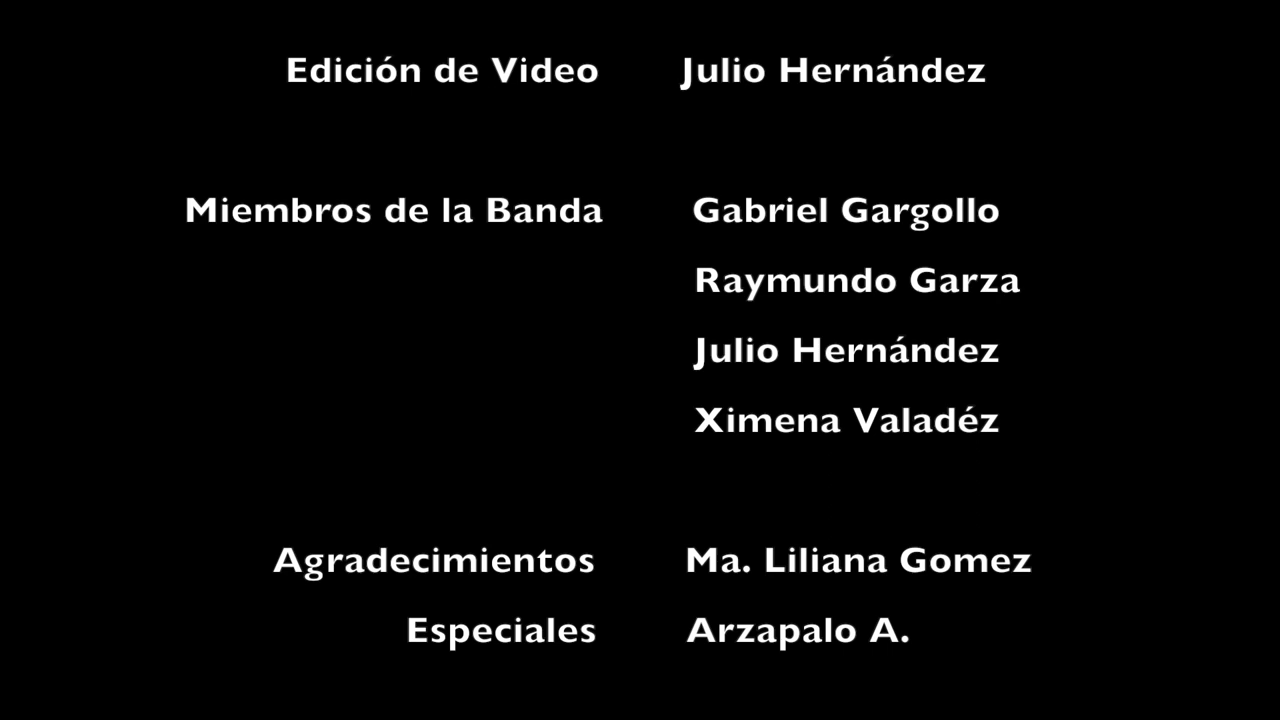 Edición de Video Julio Hernández
Miembros de la Banda Gabriel Gargollo
Raymundo Garza
Julio Hernández
Ximena Valadéz
Agradecimientos Ma. Liliana Gomez
Especiales Arzapalo A.